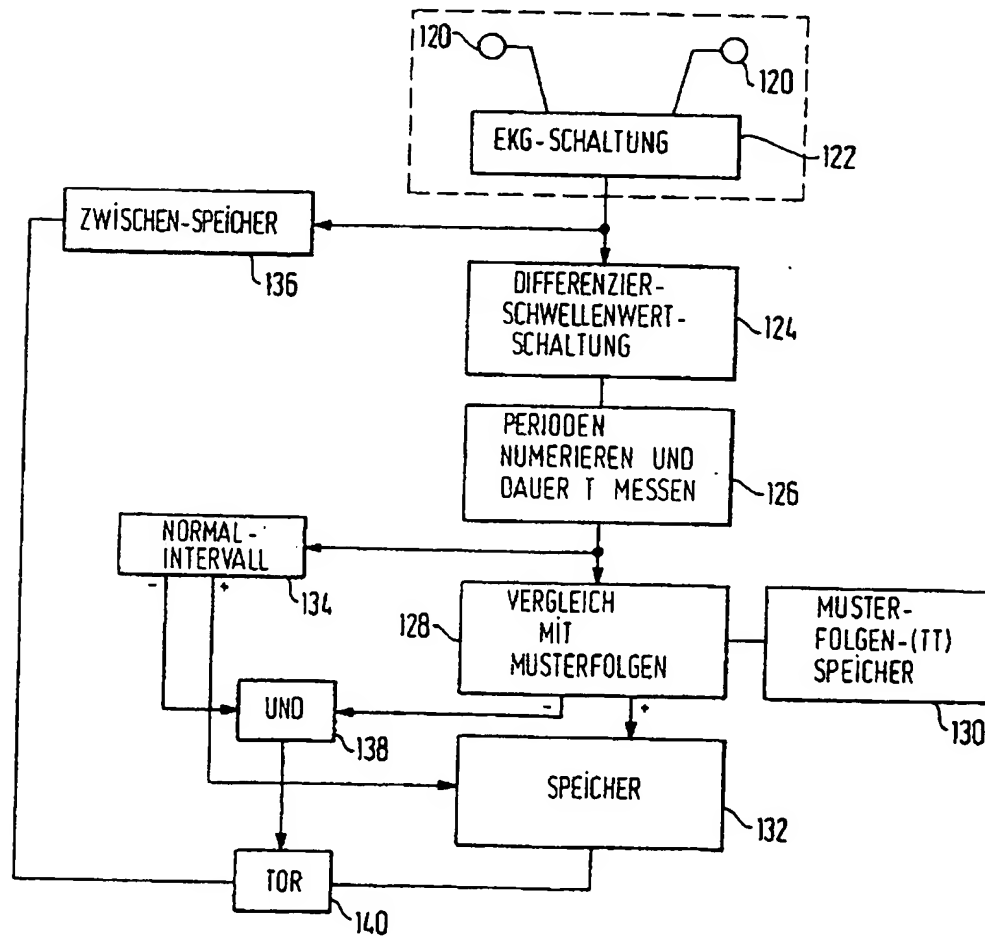 120
120
EKG-SCHALTUNG
122
ZWISCHEN-SPEICHER
136
DIFFERENZIER-
SCHWELLENWERT-
SCHALTUNG
124
PERIODEN
NUMERIEREN UND
DAUER T MESSEN
126
NORMAL-
INTERVALL
- +
134
128
VERGLEICH
MIT
MUSTERFOLGEN
- +
MUSTER-
FOLGEN-(TT)
SPEICHER
130
UND
138
SPEICHER
132
TOR
140